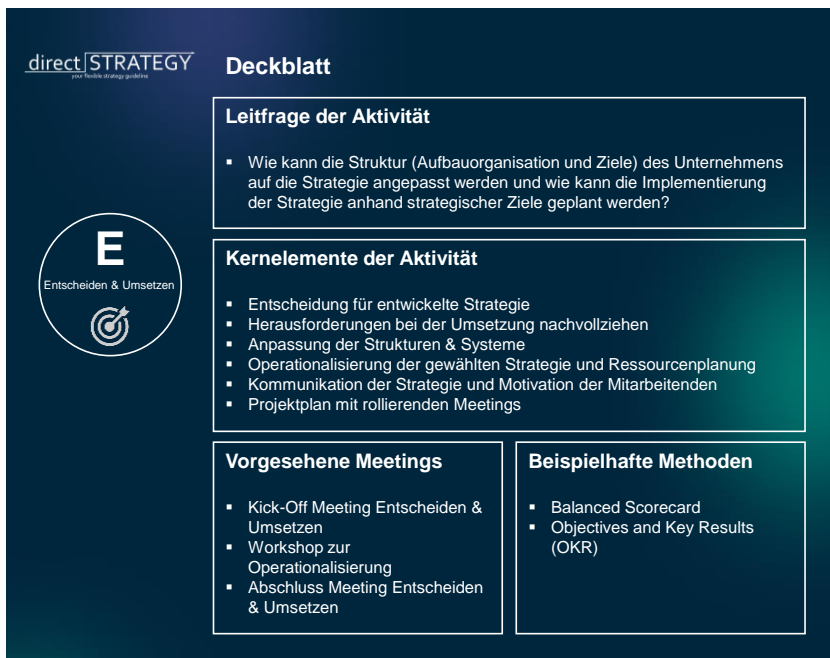 direct STRATEGY
your flexible strategy guideline
Deckblatt
Leitfrage der Aktivität
▪ Wie kann die Struktur (Aufbauorganisation und Ziele) des Unternehmens
auf die Strategie angepasst werden und wie kann die Implementierung
der Strategie anhand strategischer Ziele geplant werden?
E
Entscheiden & Umsetzen
Kernelemente der Aktivität
▪ Entscheidung für entwickelte Strategie
▪ Herausforderungen bei der Umsetzung nachvollziehen
▪ Anpassung der Strukturen & Systeme
▪ Operationalisierung der gewählten Strategie und Ressourcenplanung
▪ Kommunikation der Strategie und Motivation der Mitarbeitenden
▪ Projektplan mit rollierenden Meetings
Vorgesehene Meetings
▪ Kick-Off Meeting Entscheiden &
Umsetzen
▪ Workshop zur
Operationalisierung
▪ Abschluss Meeting Entscheiden
& Umsetzen
Beispielhafte Methoden
▪ Balanced Scorecard
▪ Objectives and Key Results
(OKR)